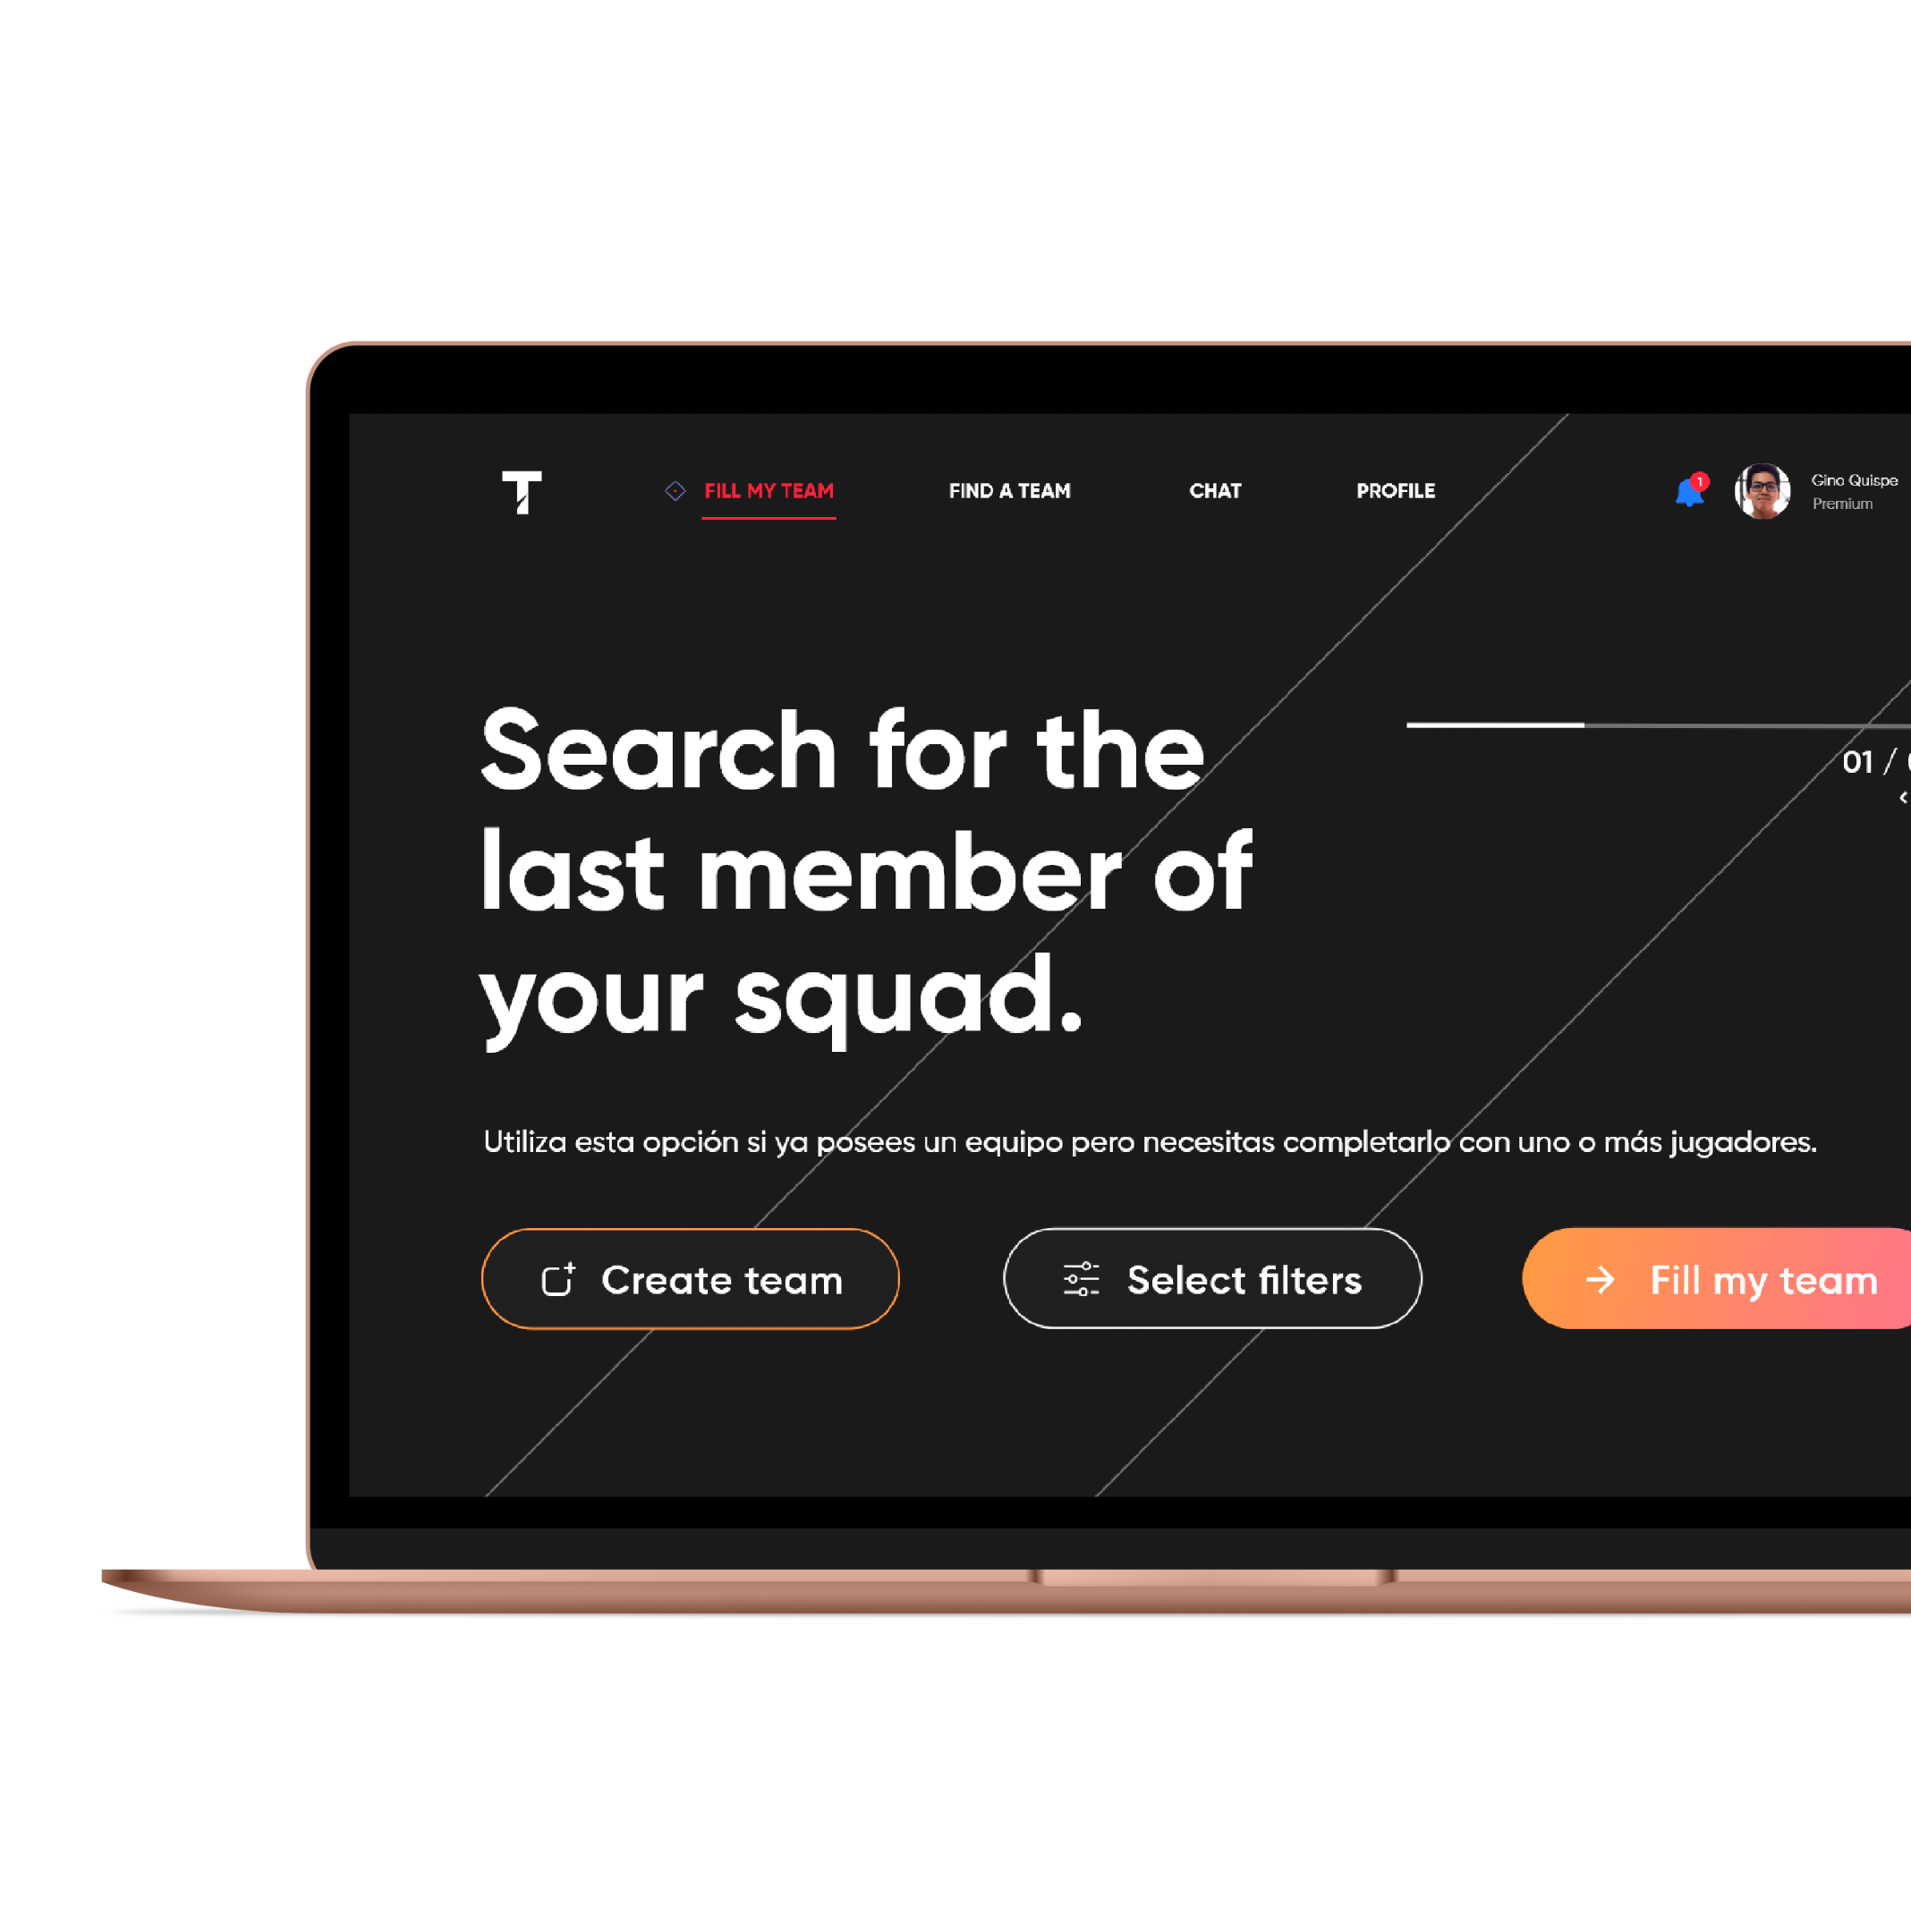 T
FILL MY TEAM
FIND A TEAM
CHAT
PROFILE
1
Gino Quispe
Premium
Search for the
last member of
your squad.
01 /
Utiliza esta opción si ya posees un equipo pero necesitas completarlo con uno o más jugadores.
Create team
Select filters
Fill my team